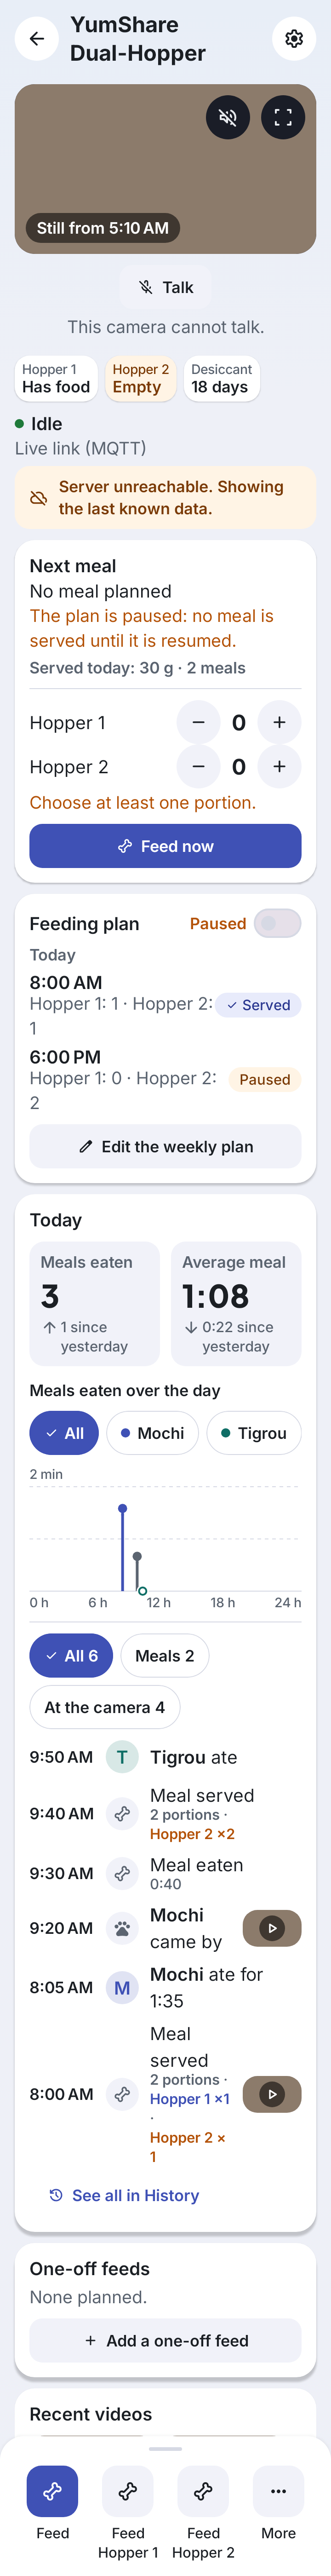 YumShare
Dual-Hopper
Still from 5:10 AM
Talk
This camera cannot talk.
Hopper 1
Has food
Hopper 2
Empty
Desiccant
18 days
Idle
Live link (MQTT)
Server unreachable. Showing
the last known data.
Next meal
No meal planned
The plan is paused: no meal is
served until it is resumed.
Served today: 30 g · 2 meals
Hopper 1
− 0 +
Hopper 2
− 0 +
Choose at least one portion.
Feed now
Feeding plan
Paused
Today
8:00 AM
Hopper 1: 1 · Hopper 2:
1
Served
6:00 PM
Hopper 1: 0 · Hopper 2:
2
Paused
Edit the weekly plan
Today
Meals eaten
3
1 since
yesterday
Average meal
1:08
0:22 since
yesterday
Meals eaten over the day
All
Mochi
Tigrou
2 min
0 h 6 h 12 h 18 h 24 h
All 6
Meals 2
At the camera 4
9:50 AM
T
Tigrou ate
9:40 AM
Meal served
2 portions ·
Hopper 2 ×2
9:30 AM
Meal eaten
0:40
9:20 AM
Mochi
came by
8:05 AM
M
Mochi ate for
1:35
8:00 AM
Meal
served
2 portions ·
Hopper 1 ×1
·
Hopper 2 ×
1
See all in History
One-off feeds
None planned.
+ Add a one-off feed
Recent videos
Feed
Feed
Hopper 1
Feed
Hopper 2
More